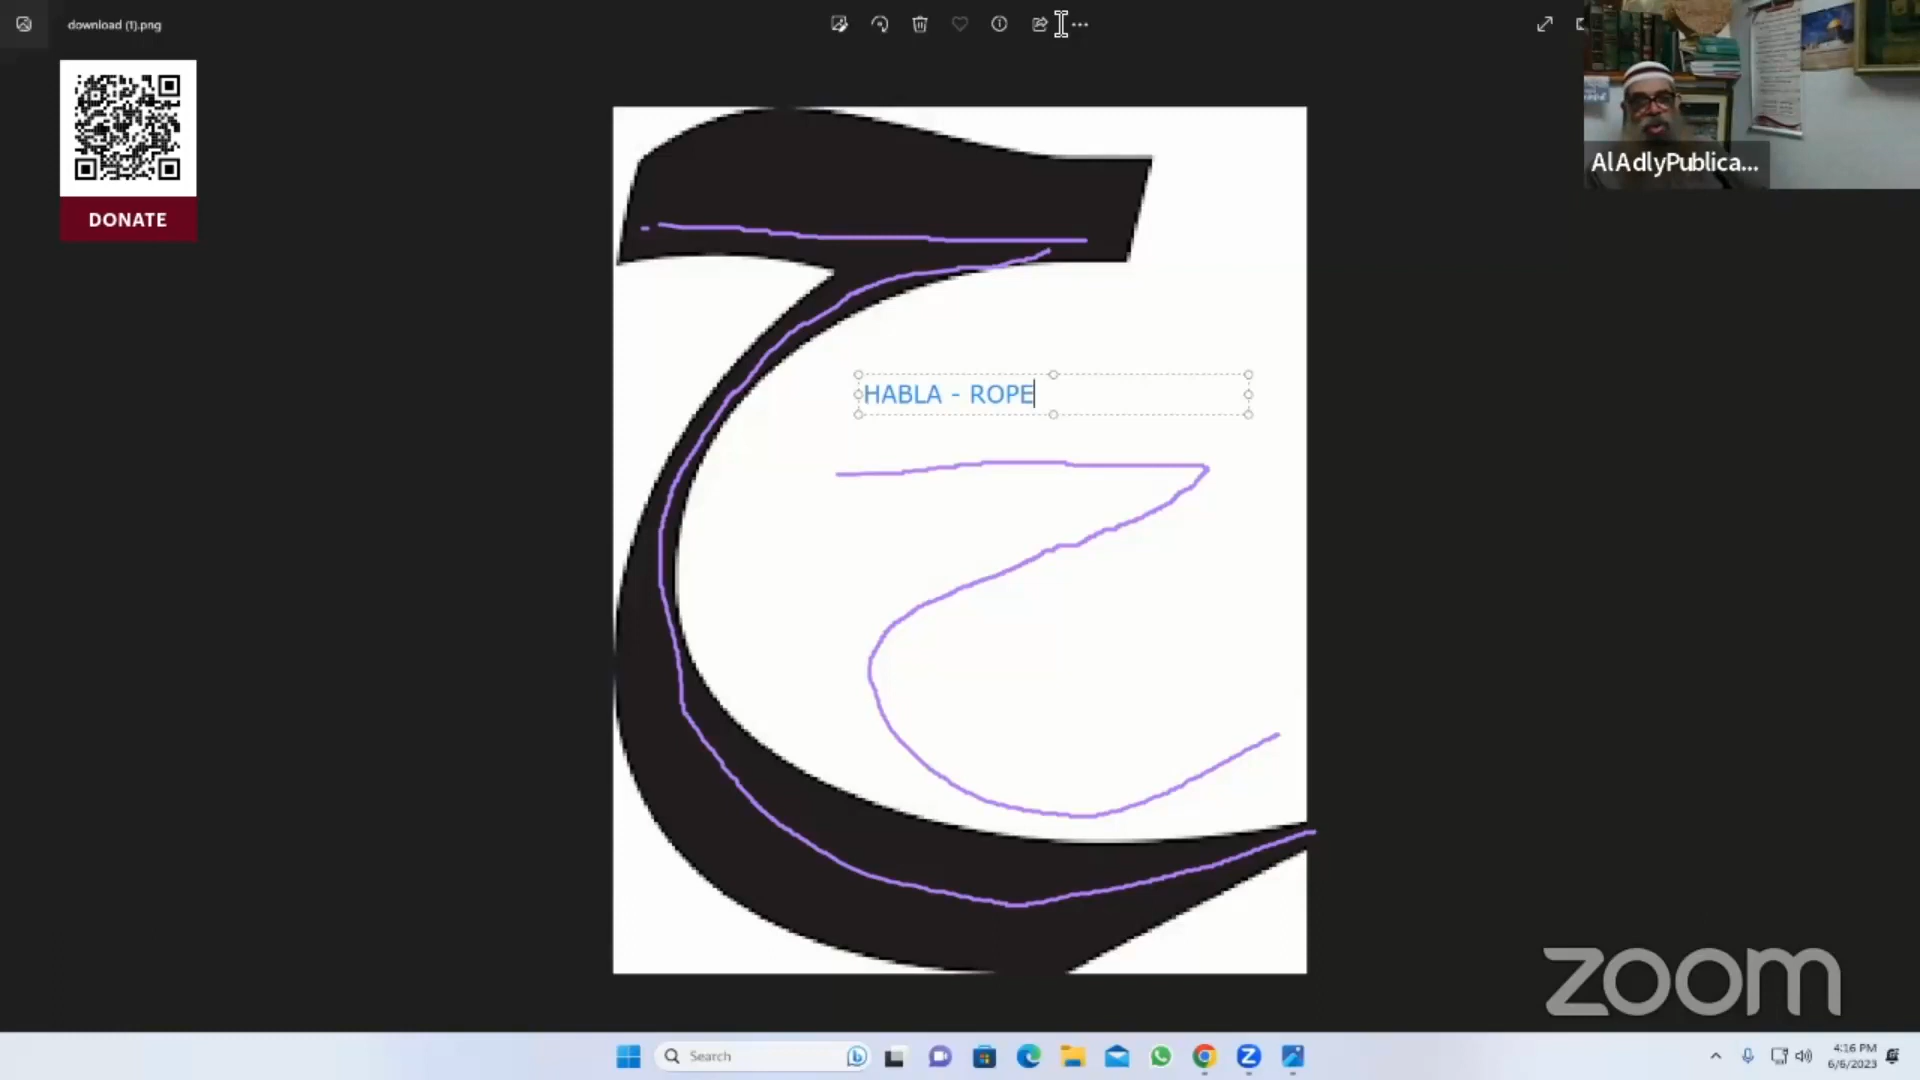 download (1).png
DONATE
AlAdlyPublica...
ح
HABLA - ROPE
zoom
Search
4:16 PM
6/6/2023